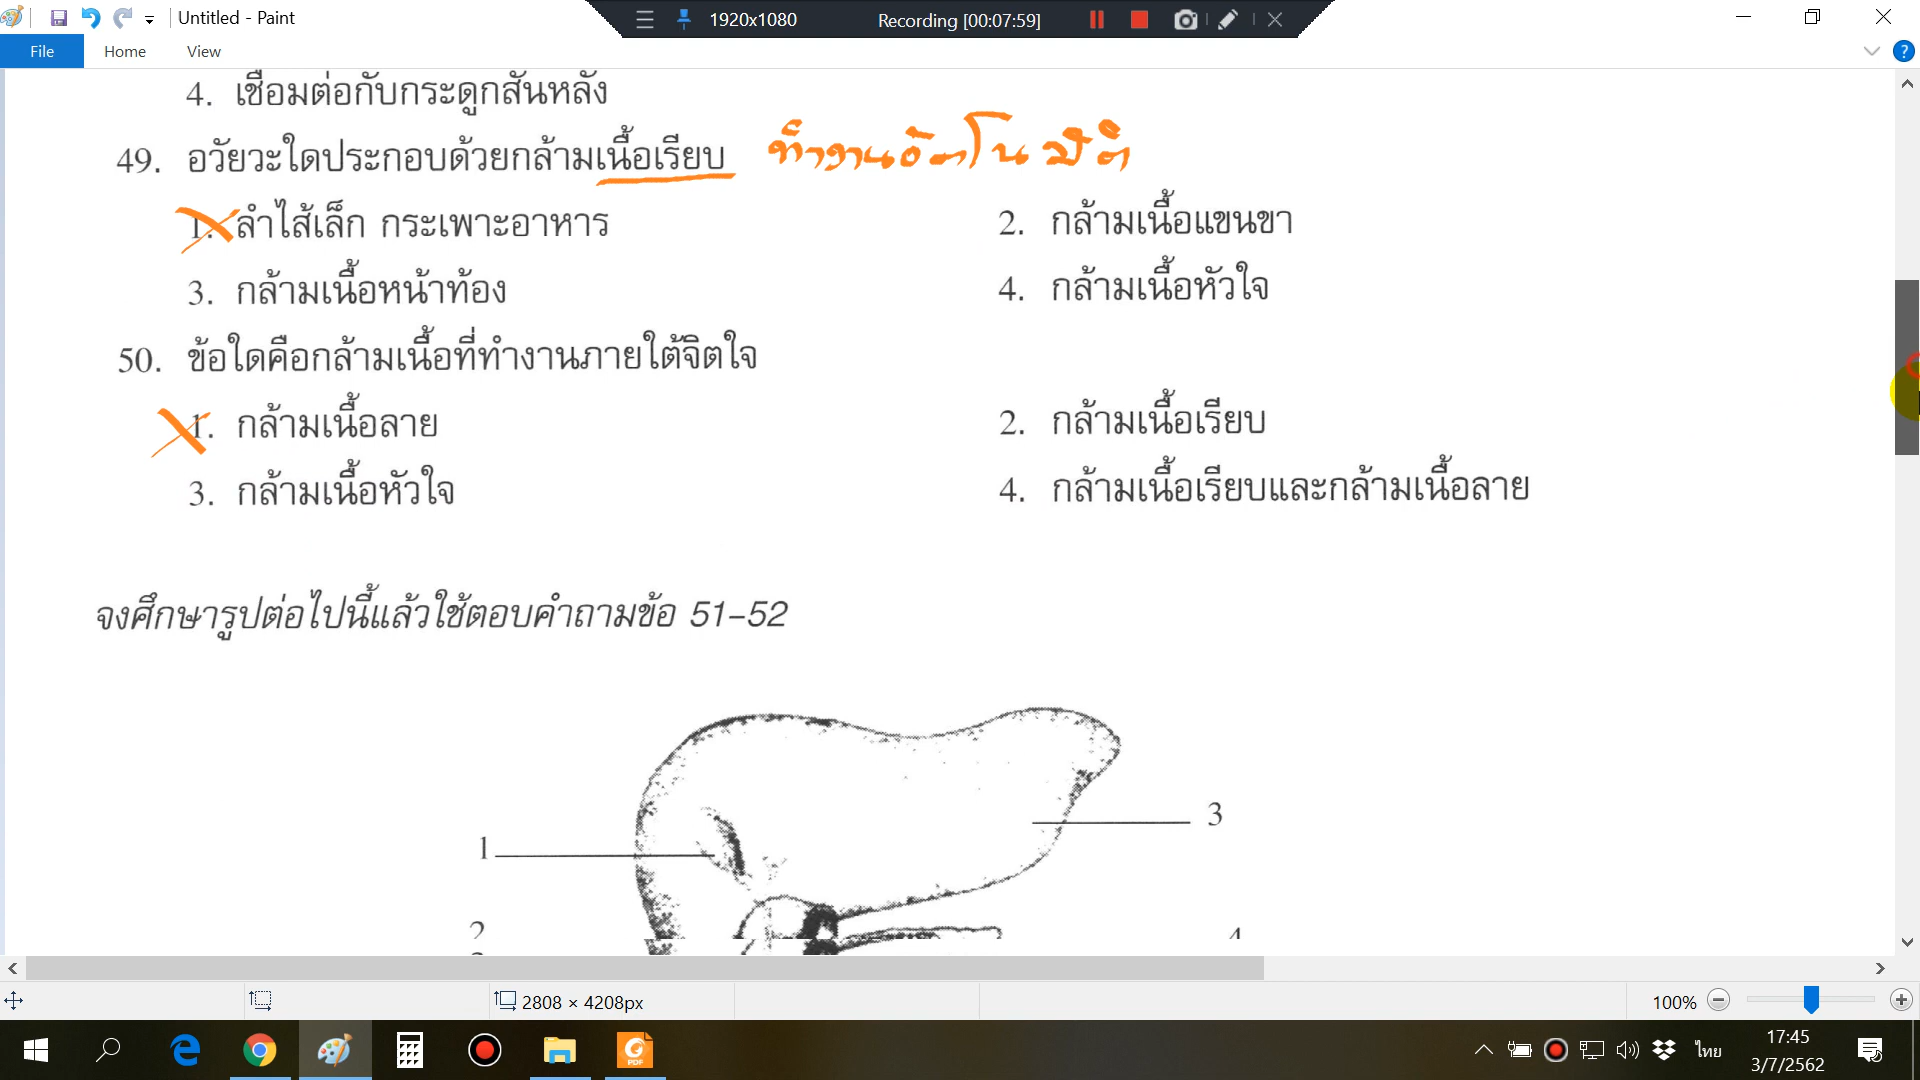 Untitled - Paint
1920x1080
Recording [00:07:59]
File
Home
View
4. เชื่อมต่อกับกระดูกสันหลัง
49. อวัยวะใดประกอบด้วยกล้ามเนื้อเรียบ ทำงานอัตโนมัติ
1. ลำไส้เล็ก กระเพาะอาหาร
2. กล้ามเนื้อแขนขา
3. กล้ามเนื้อหน้าท้อง
4. กล้ามเนื้อหัวใจ
50. ข้อใดคือกล้ามเนื้อที่ทำงานภายใต้จิตใจ
1. กล้ามเนื้อลาย
2. กล้ามเนื้อเรียบ
3. กล้ามเนื้อหัวใจ
4. กล้ามเนื้อเรียบและกล้ามเนื้อลาย
จงศึกษารูปต่อไปนี้แล้วใช้ตอบคำถามข้อ 51-52
3
1
2
4
2808 × 4208px
100%
PDF
ไทย
17:45
3/7/2562